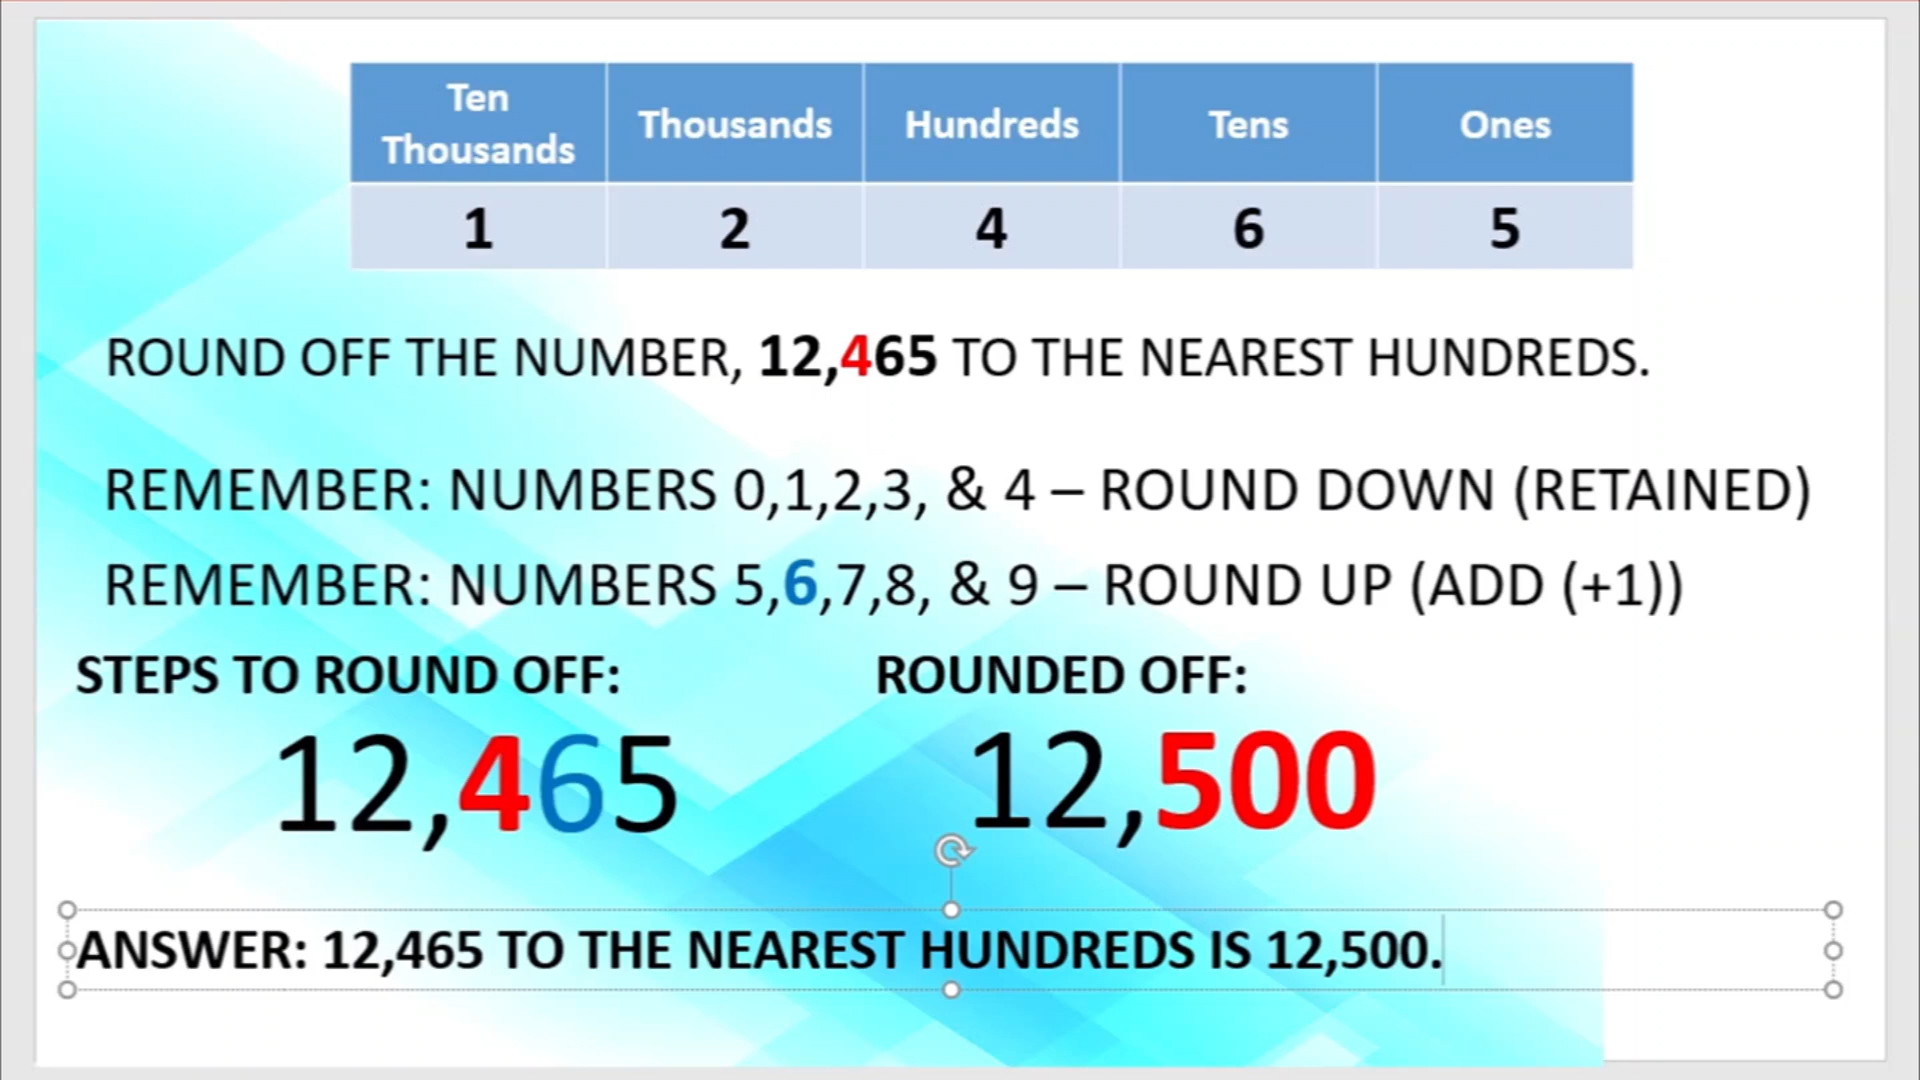 Ten
Thousands
Thousands
Hundreds
Tens
Ones
1
2
4
6
5
ROUND OFF THE NUMBER, 12,465 TO THE NEAREST HUNDREDS.
REMEMBER: NUMBERS 0,1,2,3, & 4 – ROUND DOWN (RETAINED)
REMEMBER: NUMBERS 5,6,7,8, & 9 – ROUND UP (ADD (+1))
STEPS TO ROUND OFF:
ROUNDED OFF:
12,465
12,500
ANSWER: 12,465 TO THE NEAREST HUNDREDS IS 12,500.